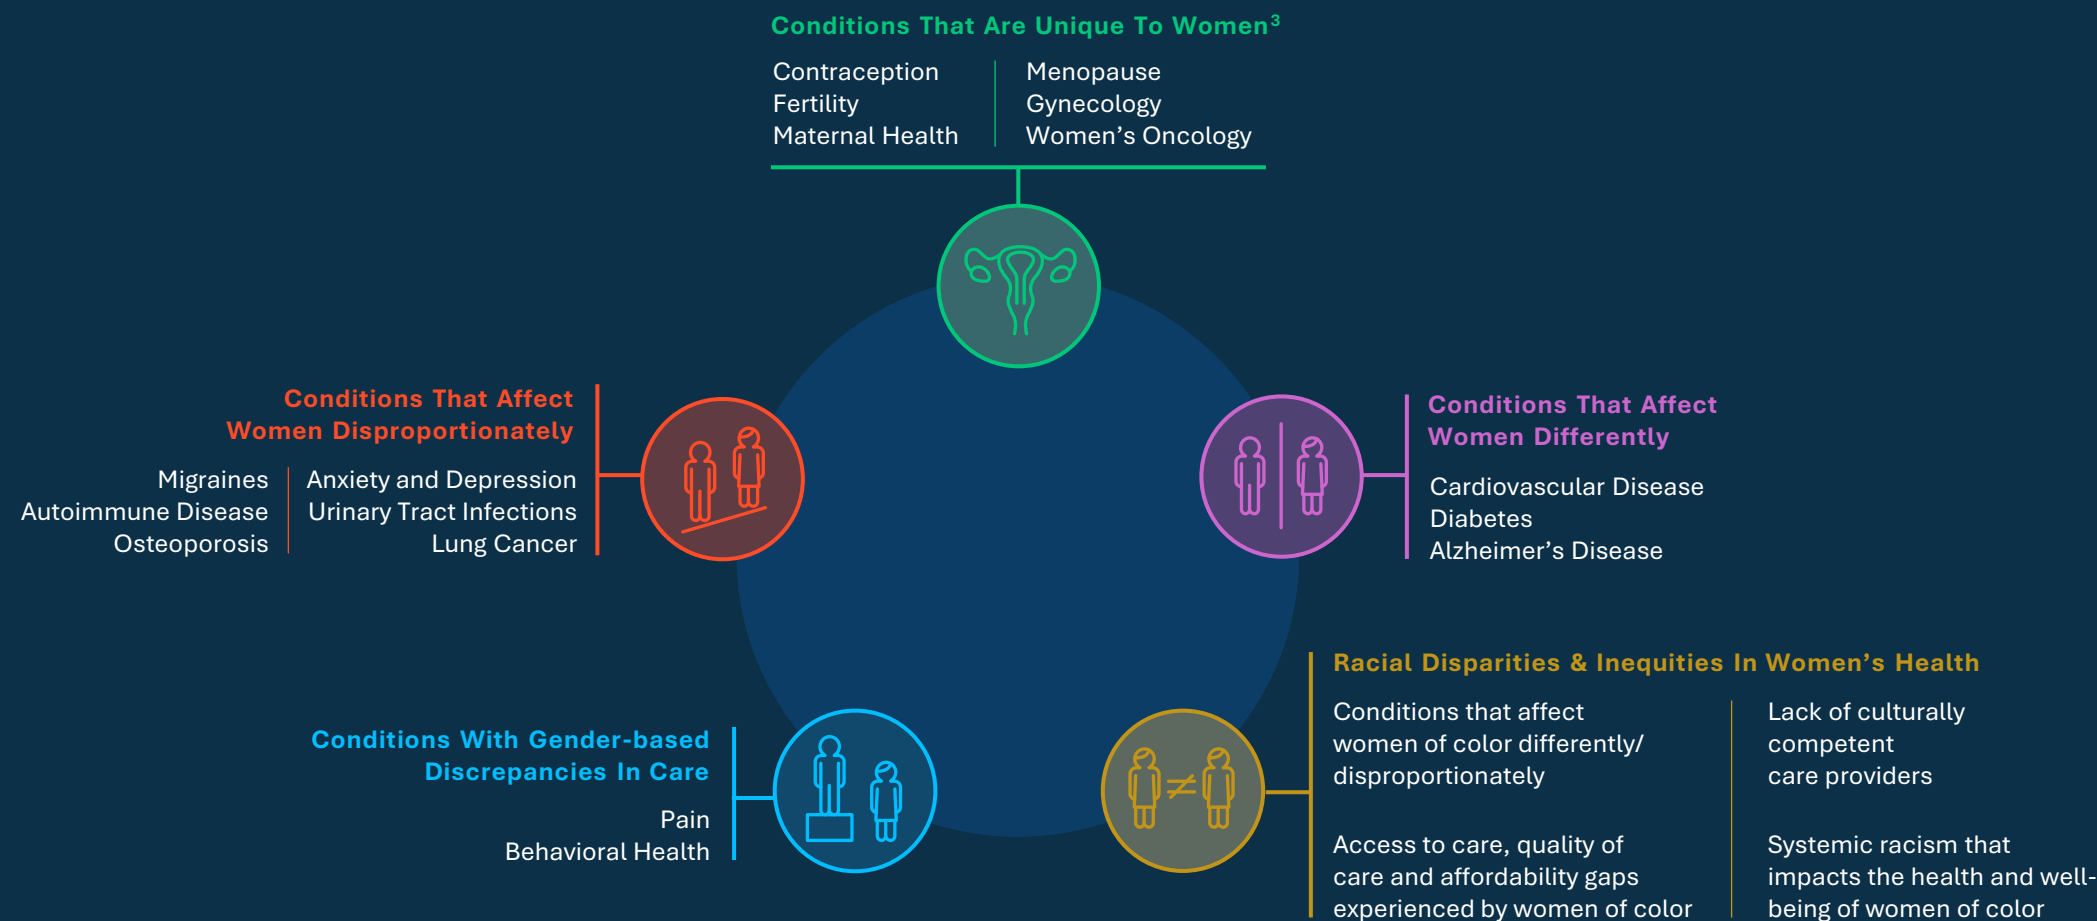 Conditions That Are Unique To Women³
Contraception
Fertility
Maternal Health
Menopause
Gynecology
Women’s Oncology
Conditions That Affect
Women Disproportionately
Migraines
Autoimmune Disease
Osteoporosis
Anxiety and Depression
Urinary Tract Infections
Lung Cancer
Conditions That Affect
Women Differently
Cardiovascular Disease
Diabetes
Alzheimer’s Disease
Conditions With Gender-based
Discrepancies In Care
Pain
Behavioral Health
Racial Disparities & Inequities In Women’s Health
Conditions that affect
women of color differently/
disproportionately
Access to care, quality of
care and affordability gaps
experienced by women of color
Lack of culturally
competent
care providers
Systemic racism that
impacts the health and well-
being of women of color
≠